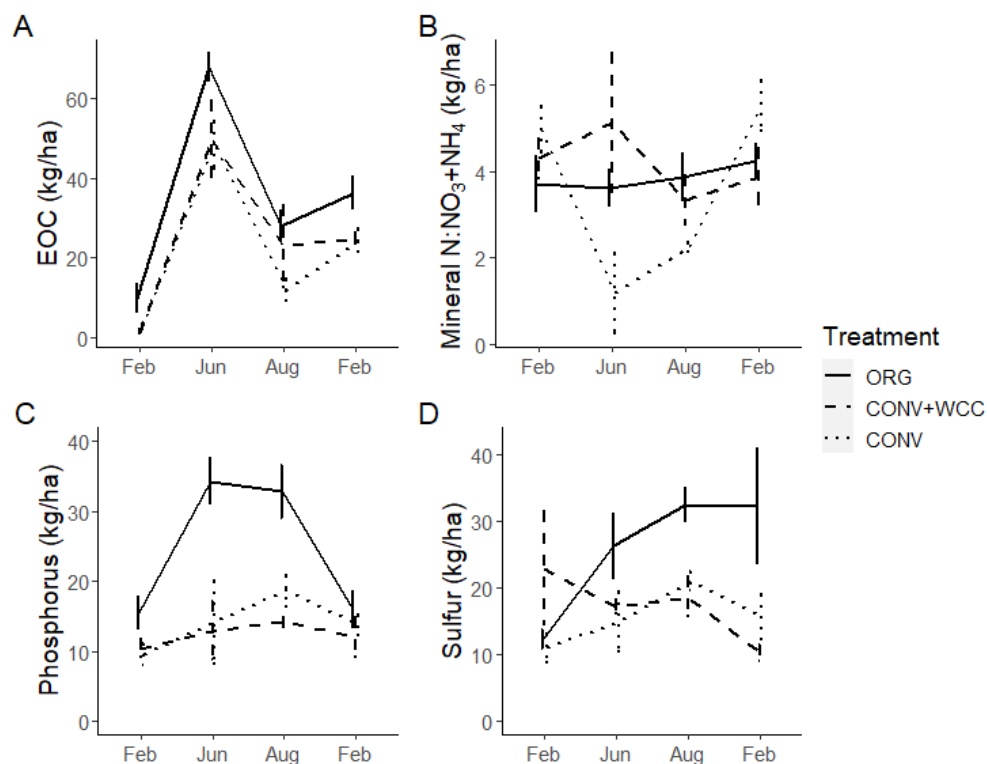 A
EOC (kg/ha)
60
40
20
0
Feb Jun Aug Feb
B
Mineral N:NO₃+NH₄ (kg/ha)
6
4
2
0
Feb Jun Aug Feb
Treatment
ORG
CONV+WCC
CONV
C
Phosphorus (kg/ha)
40
30
20
10
0
Feb Jun Aug Feb
D
Sulfur (kg/ha)
40
30
20
10
0
Feb Jun Aug Feb